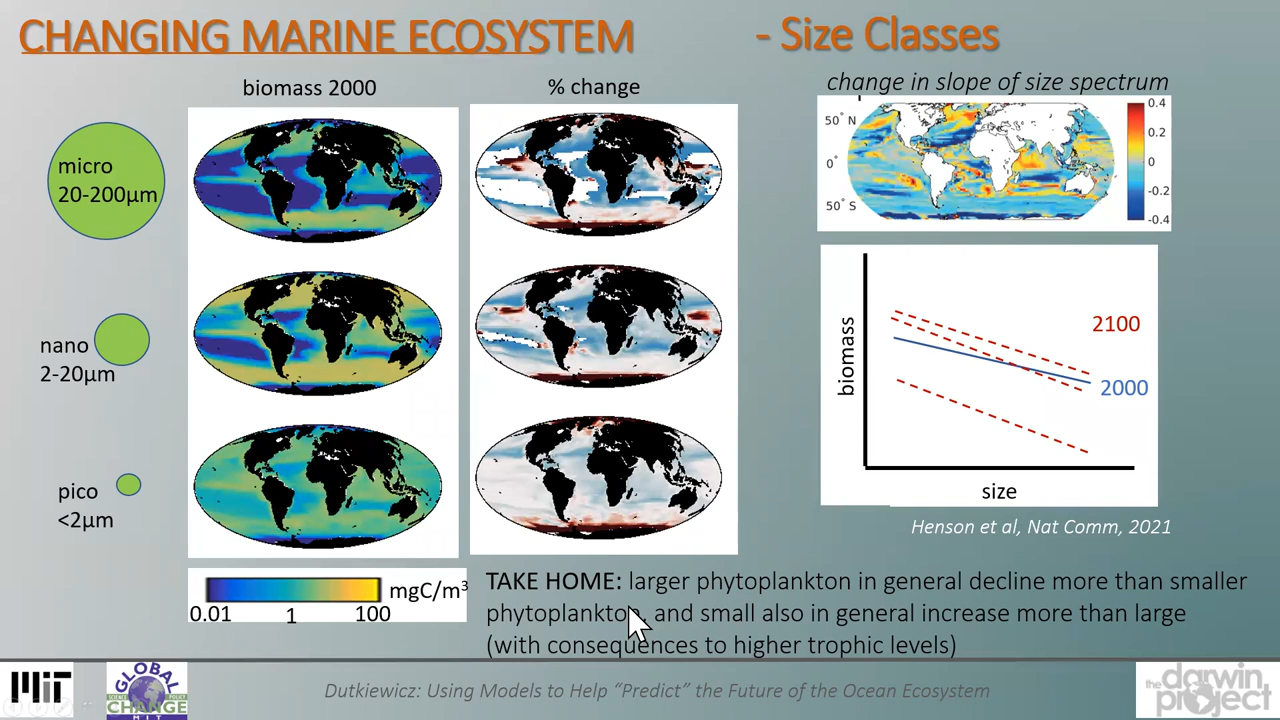 CHANGING MARINE ECOSYSTEM - Size Classes
biomass 2000
% change
change in slope of size spectrum
micro
20-200µm
nano
2-20µm
pico
<2µm
50° N
0°
50° S
0.4
0.2
0
-0.2
-0.4
biomass
2100
2000
size
Henson et al, Nat Comm, 2021
mgC/m³
0.01 1 100
TAKE HOME: larger phytoplankton in general decline more than smaller
phytoplankton, and small also in general increase more than large
(with consequences to higher trophic levels)
MIT
GLOBAL
SCIENCE POLICY
CHANGE
MIT
Dutkiewicz: Using Models to Help “Predict” the Future of the Ocean Ecosystem
the darwin
project